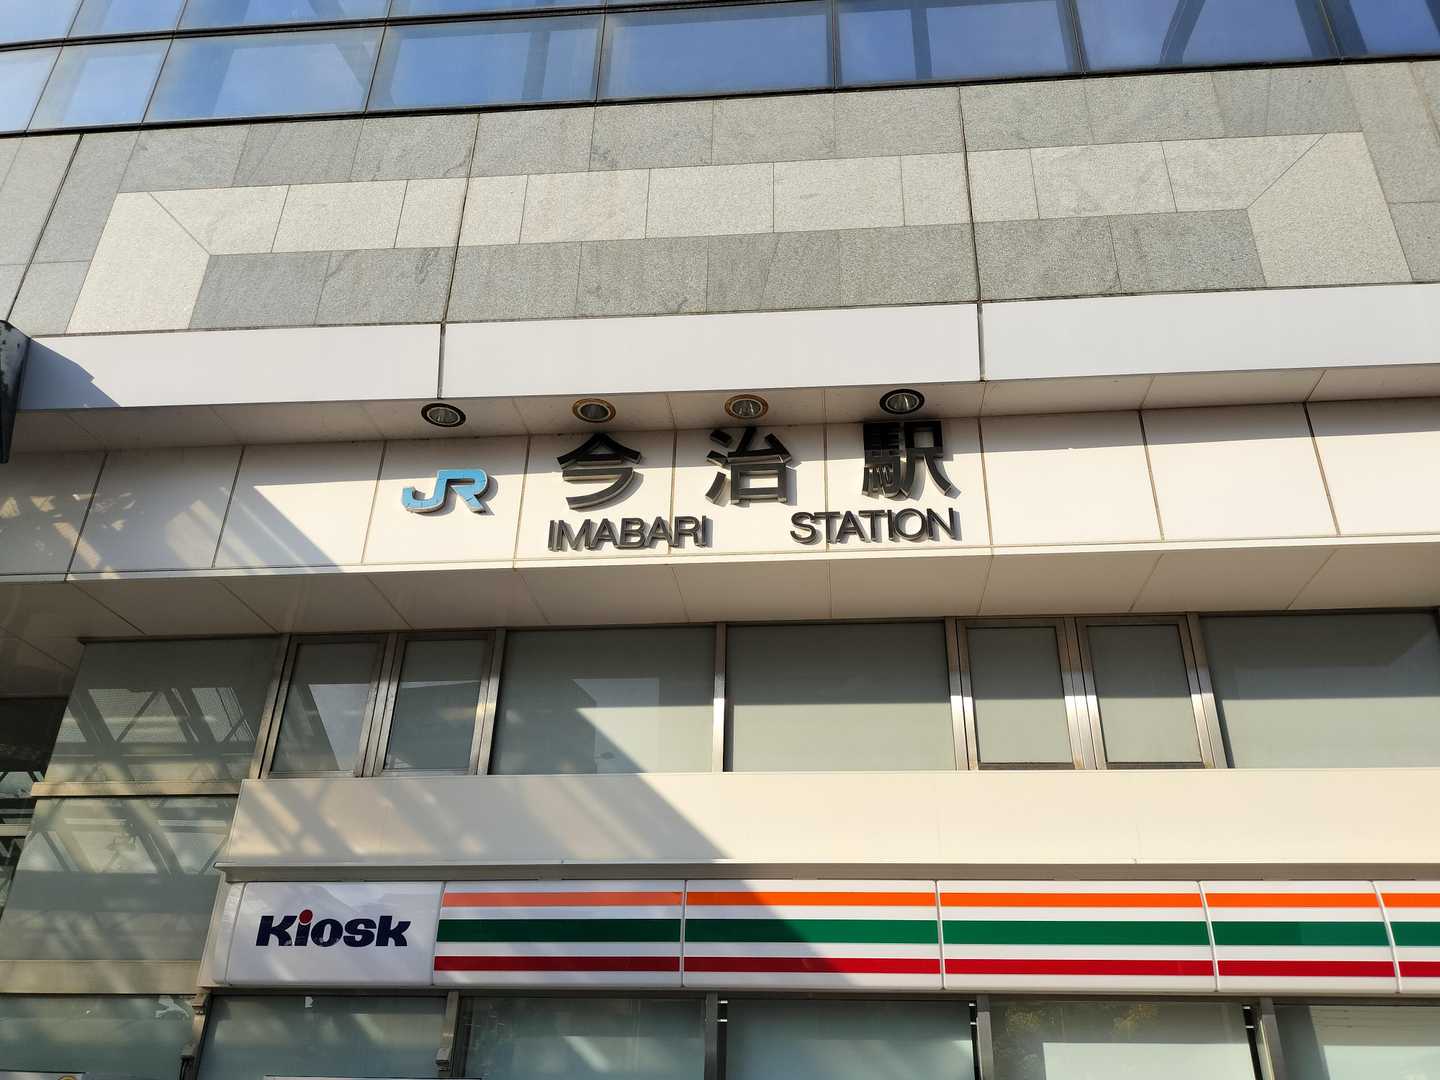 JR 今治駅
IMABARI STATION
Kiosk